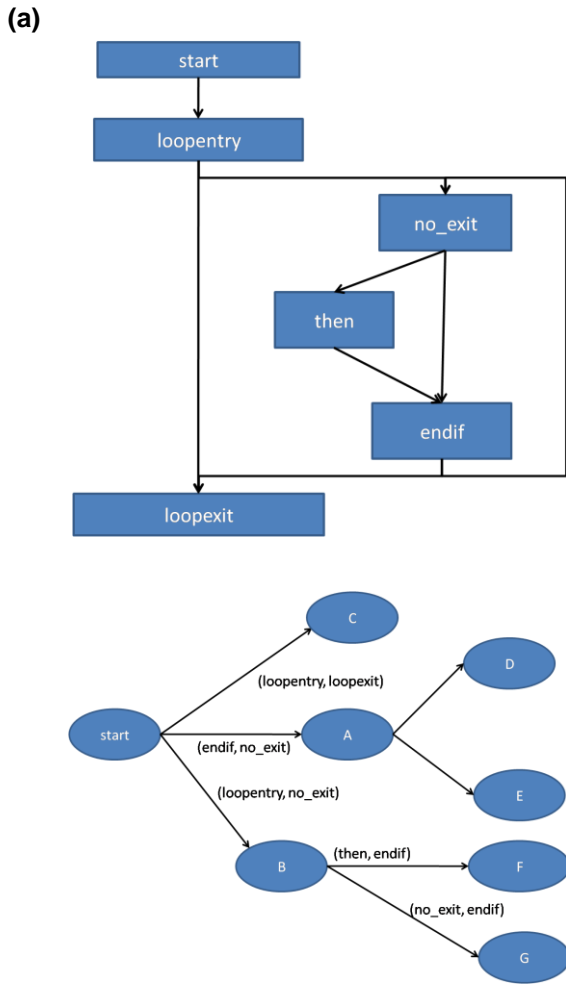 (a)
start
loopentry
no_exit
then
endif
loopexit
C
D
(loopentry, loopexit)
start
A
(endif, no_exit)
(loopentry, no_exit)
E
(then, endif)
B
F
(no_exit, endif)
G